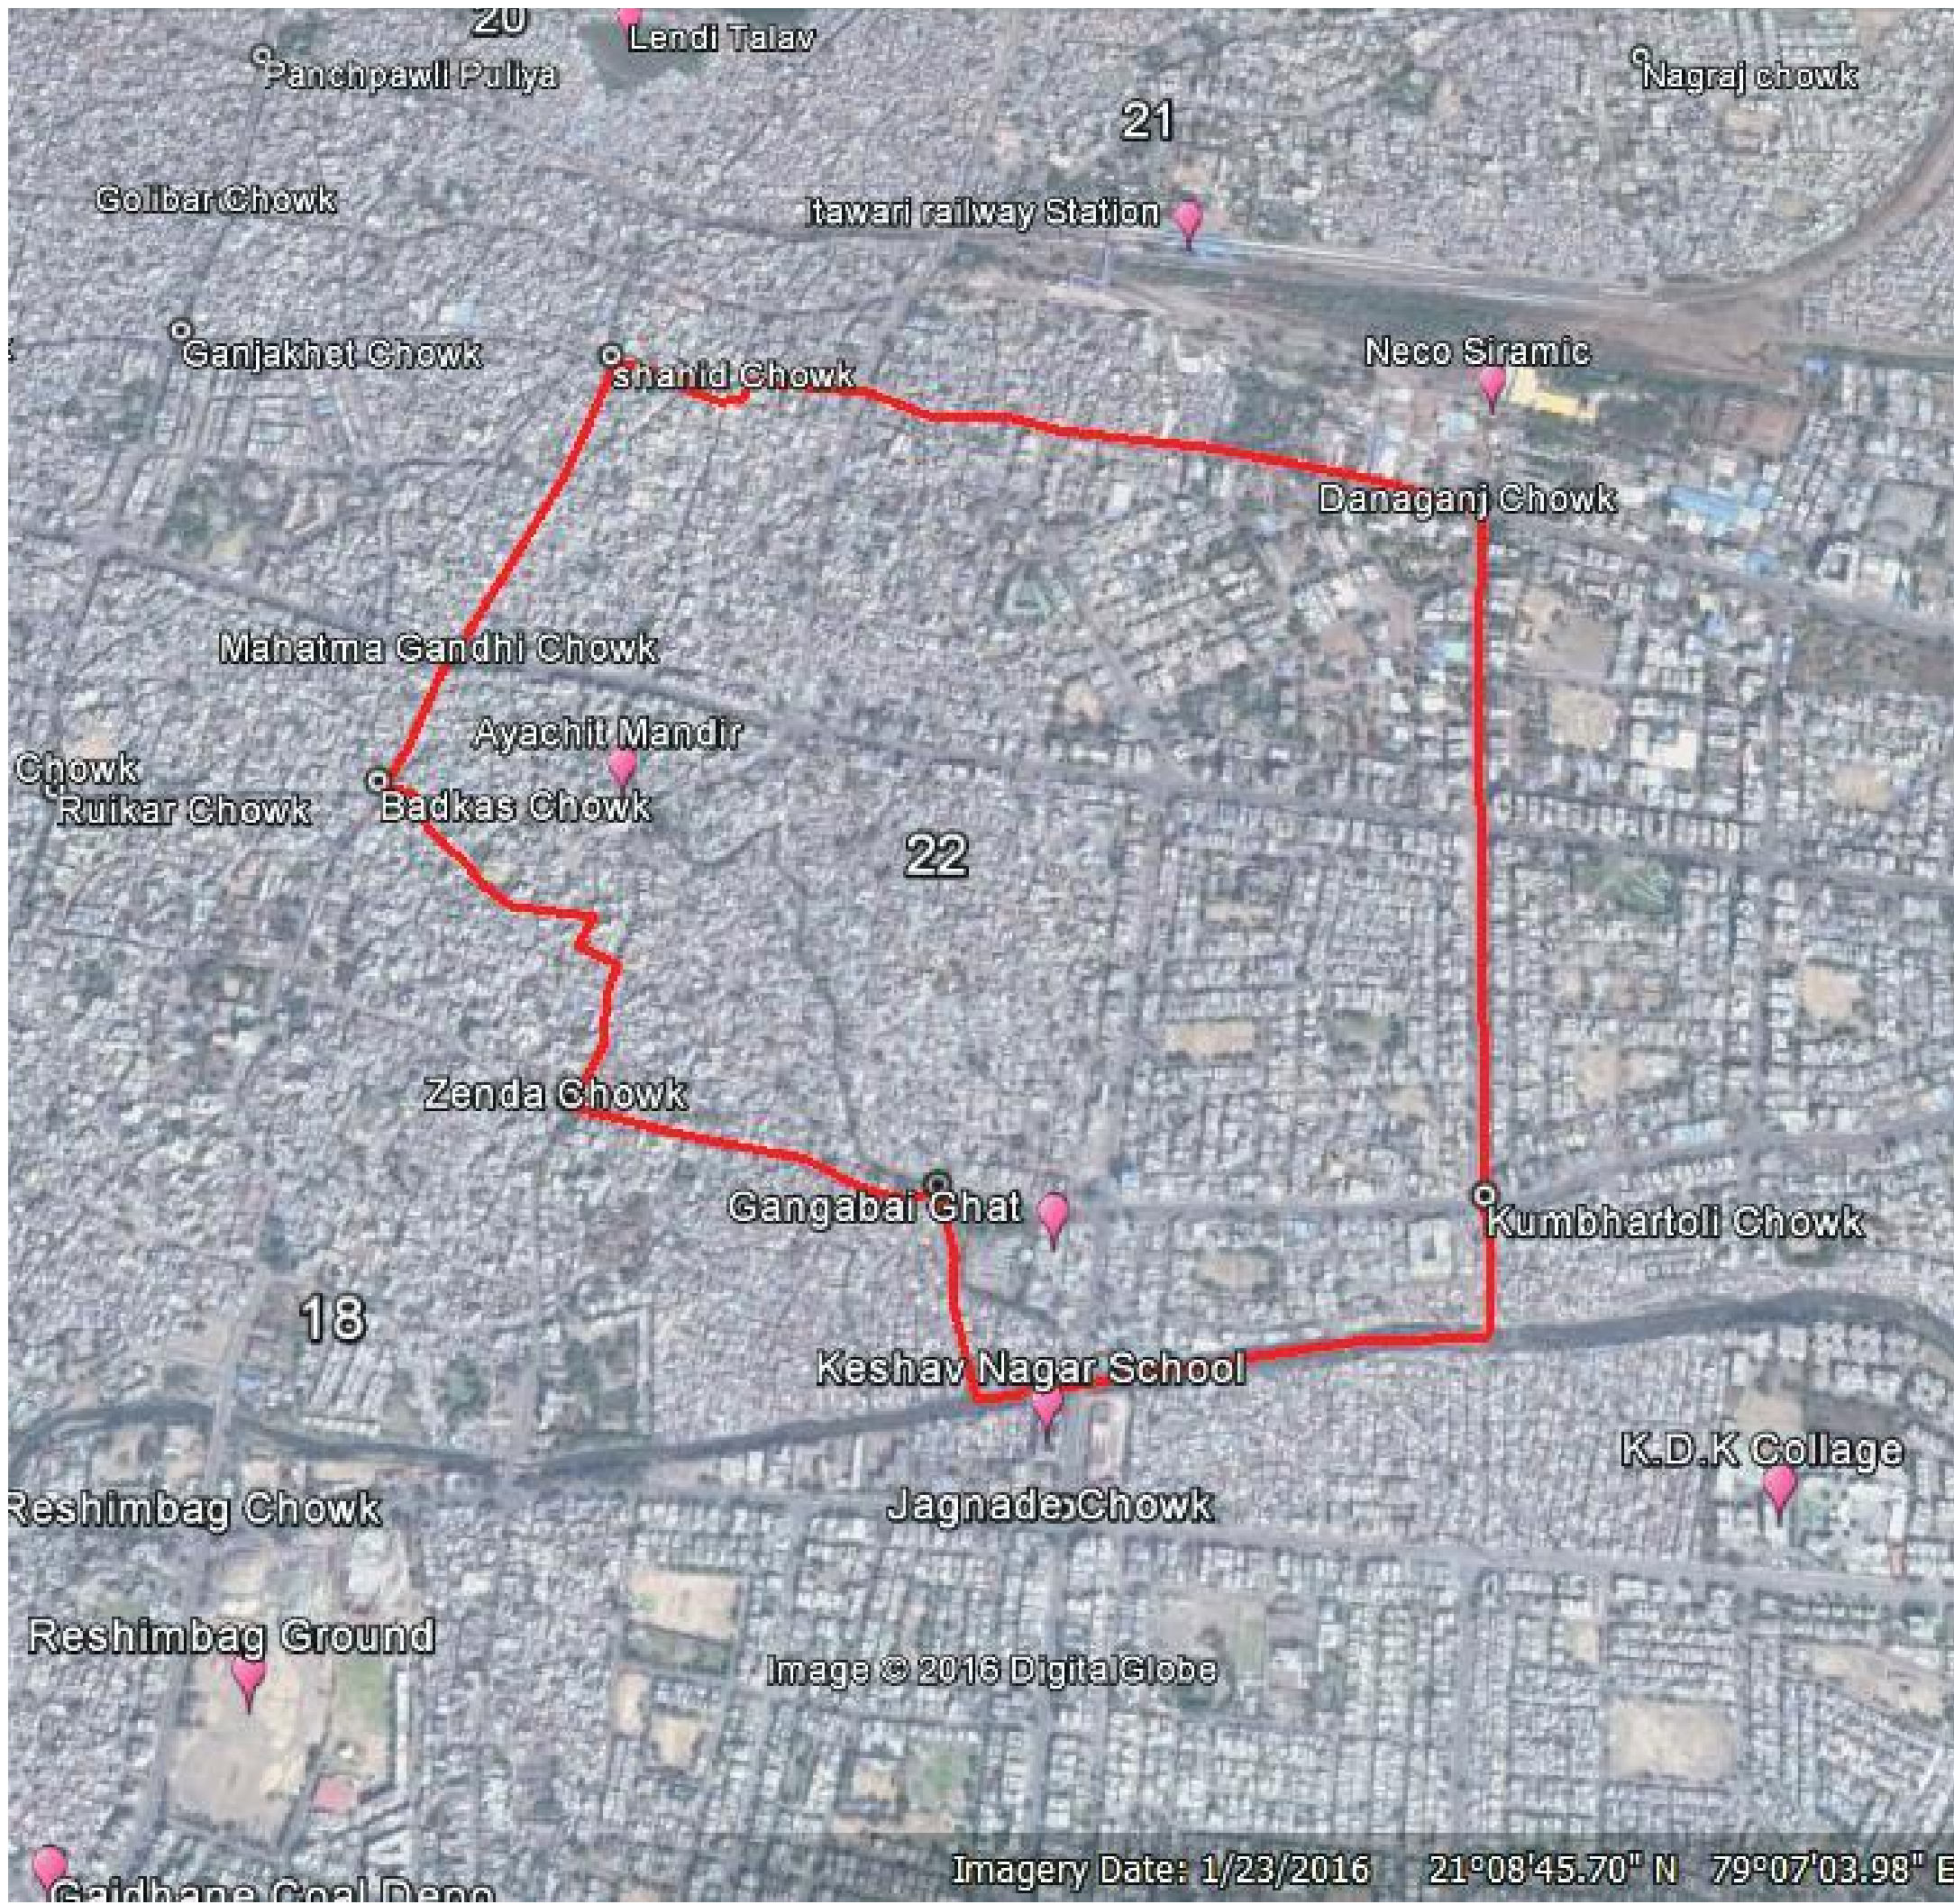 20
Lendi Talav
Panchpawli Puliya
Nagraj chowk
21
Golibar Chowk
Itawari railway Station
Ganjakhet Chowk
shahid Chowk
Neco Siramic
Danaganj Chowk
Mahatma Gandhi Chowk
Ayachit Mandir
Chowk
Ruikar Chowk
Badkas Chowk
22
Zenda Chowk
Gangabai Ghat
Kumbhartoli Chowk
18
Keshav Nagar School
K.D.K Collage
Reshimbag Chowk
Jagnade Chowk
Reshimbag Ground
Image © 2016 DigitalGlobe
Imagery Date: 1/23/2016 21°08'45.70" N 79°07'03.98" E
Gaidhane Coal Depo